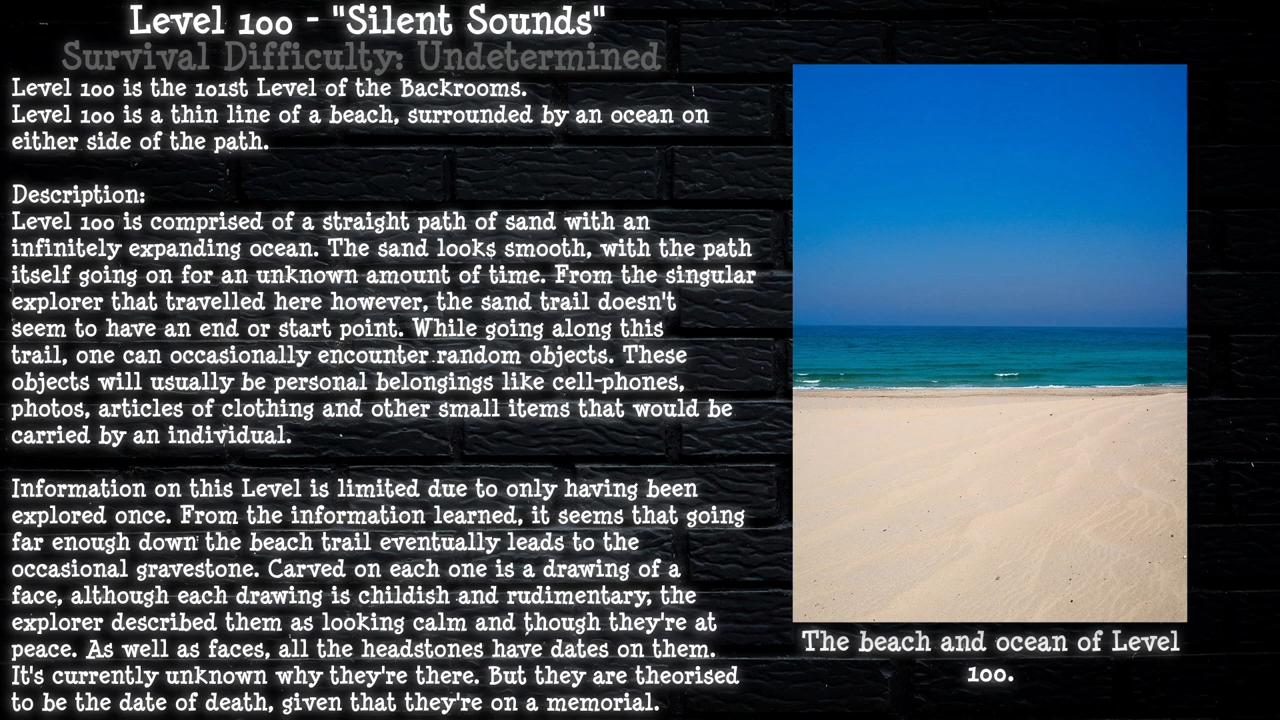 Level 100 - "Silent Sounds"
Survival Difficulty: Undetermined
Level 100 is the 101st Level of the Backrooms.
Level 100 is a thin line of a beach, surrounded by an ocean on
either side of the path.
Description:
Level 100 is comprised of a straight path of sand with an
infinitely expanding ocean. The sand looks smooth, with the path
itself going on for an unknown amount of time. From the singular
explorer that travelled here however, the sand trail doesn't
seem to have an end or start point. While going along this
trail, one can occasionally encounter random objects. These
objects will usually be personal belongings like cell-phones,
photos, articles of clothing and other small items that would be
carried by an individual.
Information on this Level is limited due to only having been
explored once. From the information learned, it seems that going
far enough down the beach trail eventually leads to the
occasional gravestone. Carved on each one is a drawing of a
face, although each drawing is childish and rudimentary, the
explorer described them as looking calm and though they're at
peace. As well as faces, all the headstones have dates on them.
It's currently unknown why they're there. But they are theorised
to be the date of death, given that they're on a memorial.
The beach and ocean of Level
100.